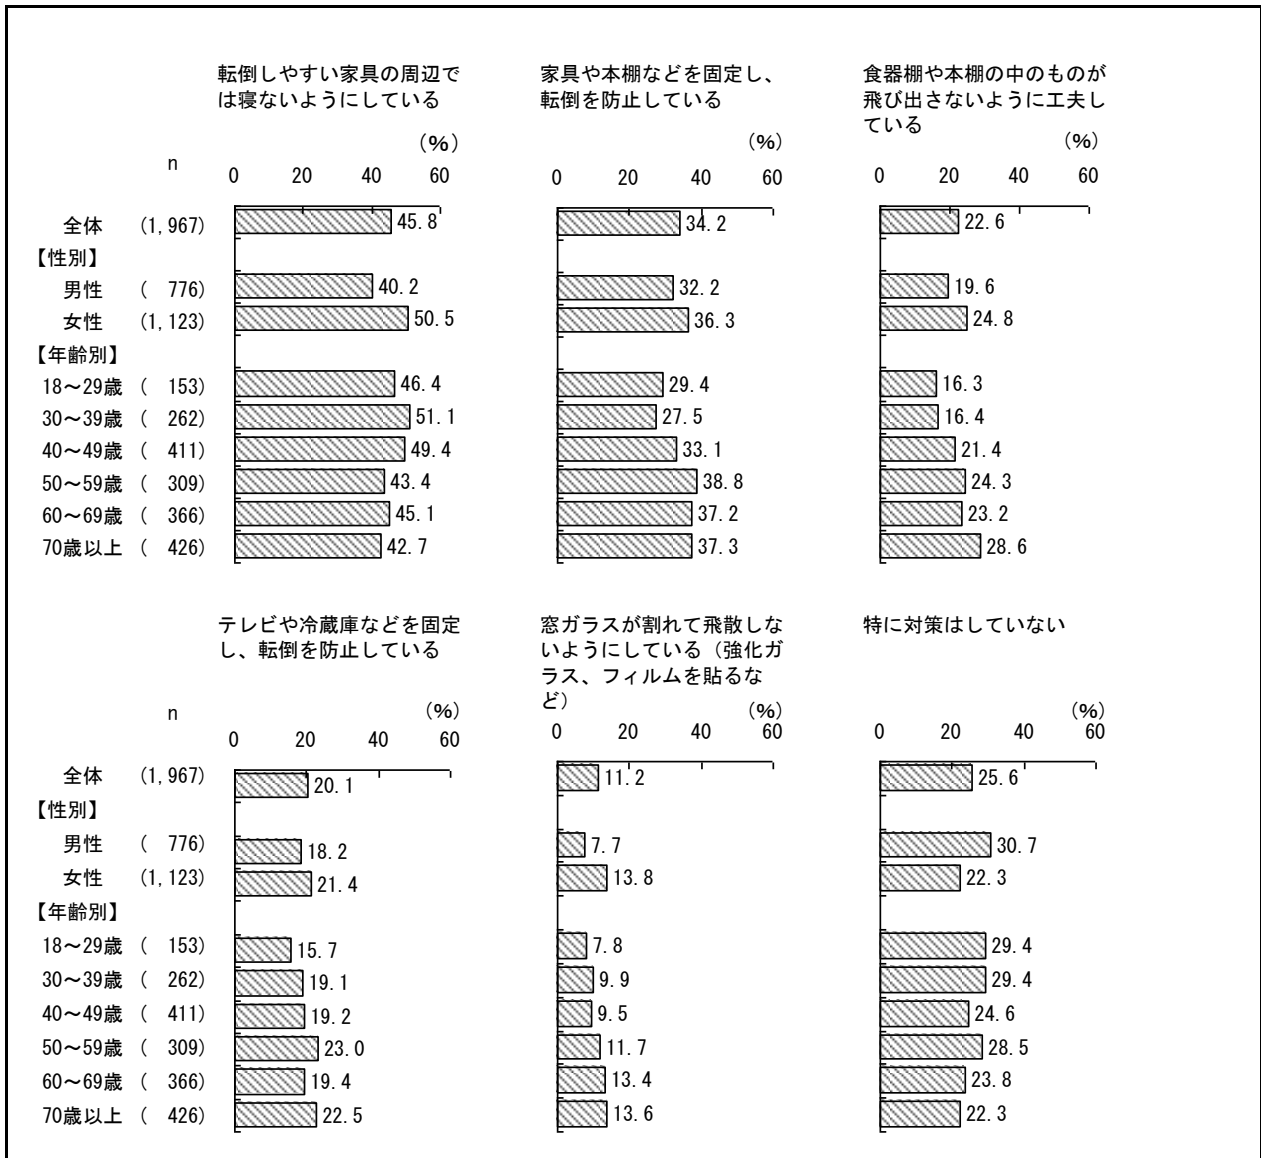 転倒しやすい家具の周辺で
は寝ないようにしている
家具や本棚などを固定し、
転倒を防止している
食器棚や本棚の中のものが
飛び出さないように工夫し
ている
(%) (%) (%)
n
0 20 40 60 0 20 40 60 0 20 40 60
全体 (1,967) 45.8 34.2 22.6
【性別】
男性 ( 776) 40.2 32.2 19.6
女性 (1,123) 50.5 36.3 24.8
【年齢別】
18～29歳 ( 153) 46.4 29.4 16.3
30～39歳 ( 262) 51.1 27.5 16.4
40～49歳 ( 411) 49.4 33.1 21.4
50～59歳 ( 309) 43.4 38.8 24.3
60～69歳 ( 366) 45.1 37.2 23.2
70歳以上 ( 426) 42.7 37.3 28.6
テレビや冷蔵庫などを固定
し、転倒を防止している
窓ガラスが割れて飛散しな
いようにしている（強化ガ
ラス、フィルムを貼るな
ど）
特に対策はしていない
n (%) (%) (%)
0 20 40 60 0 20 40 60 0 20 40 60
全体 (1,967) 20.1 11.2 25.6
【性別】
男性 ( 776) 18.2 7.7 30.7
女性 (1,123) 21.4 13.8 22.3
【年齢別】
18～29歳 ( 153) 15.7 7.8 29.4
30～39歳 ( 262) 19.1 9.9 29.4
40～49歳 ( 411) 19.2 9.5 24.6
50～59歳 ( 309) 23.0 11.7 28.5
60～69歳 ( 366) 19.4 13.4 23.8
70歳以上 ( 426) 22.5 13.6 22.3